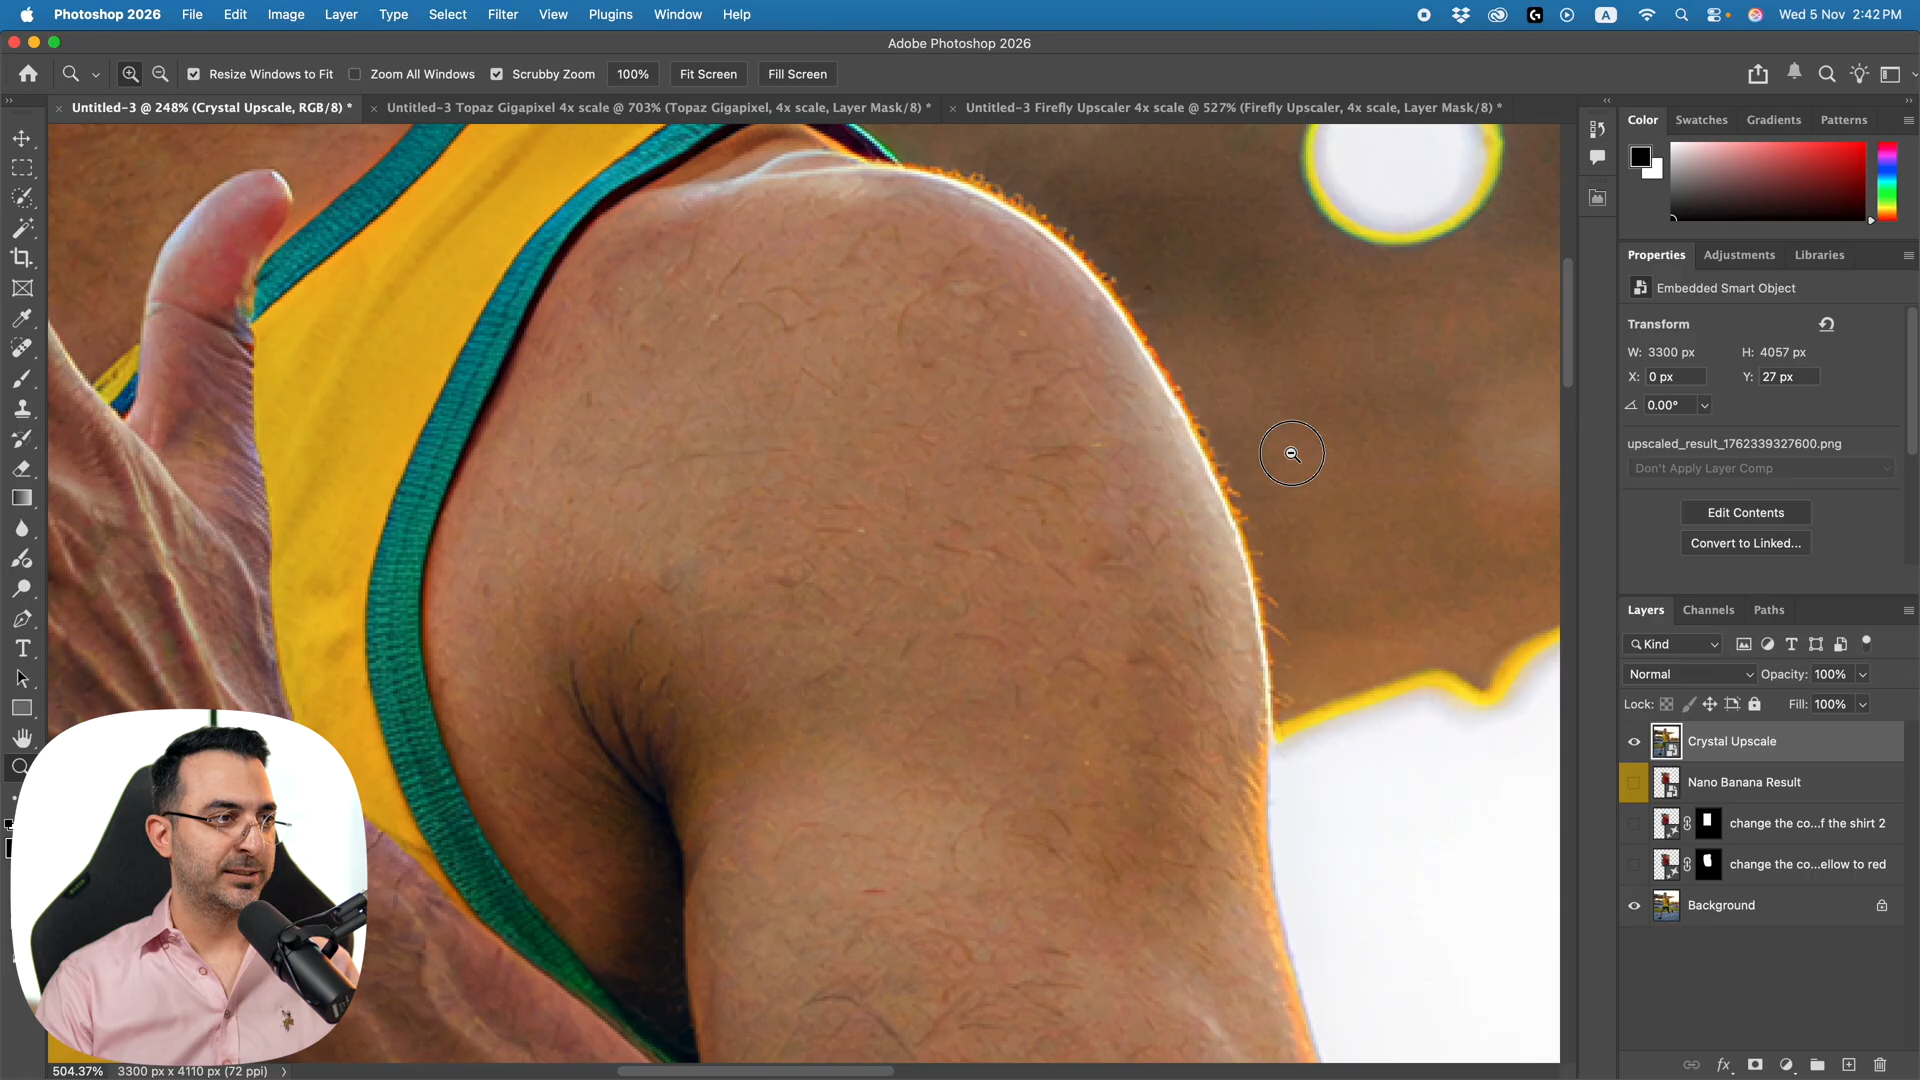 Photoshop 2026 File Edit Image Layer Type Select Filter View Plugins Window Help
Wed 5 Nov 2:42 PM
Adobe Photoshop 2026
Resize Windows to Fit Zoom All Windows Scrubby Zoom 100% Fit Screen Fill Screen
Untitled-3 @ 248% (Crystal Upscale, RGB/8) *
Untitled-3 Topaz Gigapixel 4x scale @ 703% (Topaz Gigapixel, 4x scale, Layer Mask/8) *
Untitled-3 Firefly Upscaler 4x scale @ 527% (Firefly Upscaler, 4x scale, Layer Mask/8) *
Color Swatches Gradients Patterns
Properties Adjustments Libraries
Embedded Smart Object
Transform
W: 3300 px H: 4057 px
X: 0 px Y: 27 px
0.00°
upscaled_result_1762339327600.png
Don't Apply Layer Comp
Edit Contents
Convert to Linked...
Layers Channels Paths
Kind
Normal Opacity: 100%
Lock: Fill: 100%
Crystal Upscale
Nano Banana Result
change the co...f the shirt 2
change the co...ellow to red
Background
504.37% 3300 px x 4110 px (72 ppi)